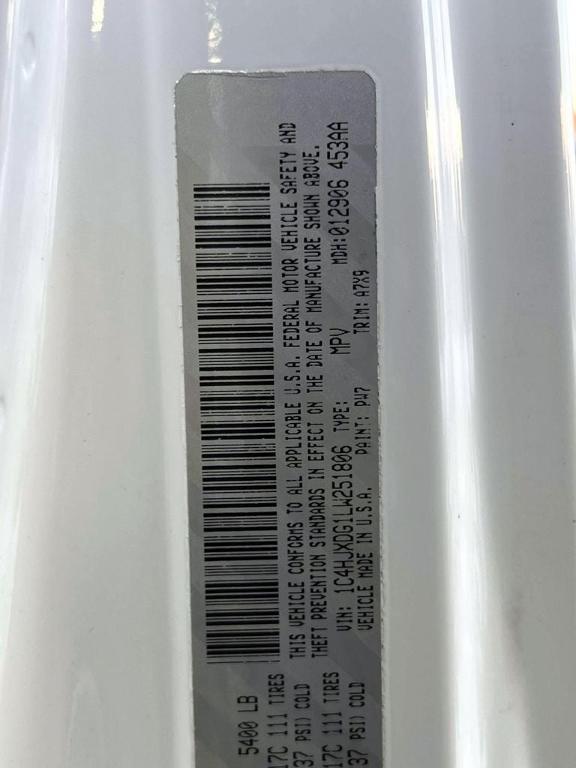 5400 LB
17C 111 TIRES
37 PSI) COLD
THIS VEHICLE CONFORMS TO ALL APPLICABLE U.S.A. FEDERAL MOTOR VEHICLE SAFETY AND
THEFT PREVENTION STANDARDS IN EFFECT ON THE DATE OF MANUFACTURE SHOWN ABOVE.
17C 111 TIRES
37 PSI) COLD
VIN: 1C4HJXDG1LW251806 TYPE: MPV MDH:012906 453AA
VEHICLE MADE IN U.S.A. PAINT: PW7 TRIM: A7X9